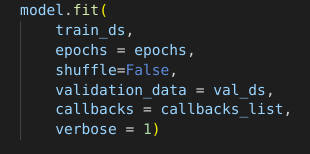 model.fit(
    train_ds,
    epochs = epochs,
    shuffle=False,
    validation_data = val_ds,
    callbacks = callbacks_list,
    verbose = 1)